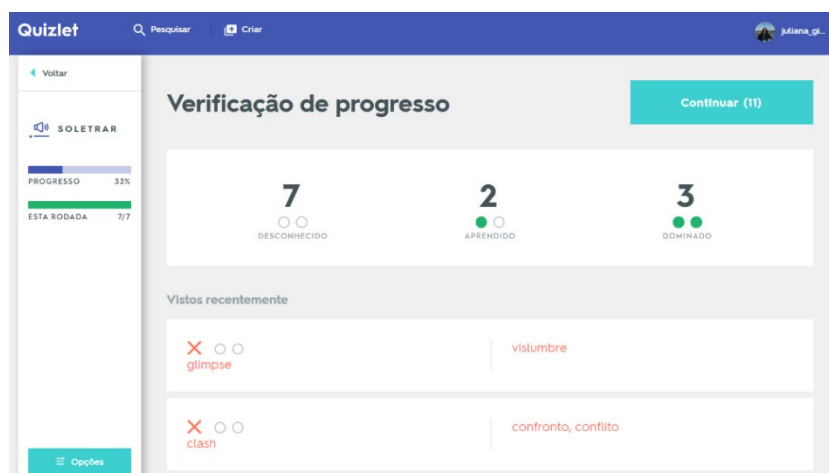 Quizlet
Pesquisar
Criar
juliana_gi...
Voltar
SOLETRAR
PROGRESSO 33%
ESTA RODADA 7/7
Opções
Verificação de progresso
Continuar (11)
7
DESCONHECIDO
2
APRENDIDO
3
DOMINADO
Vistos recentemente
glimpse
vislumbre
clash
confronto, conflito